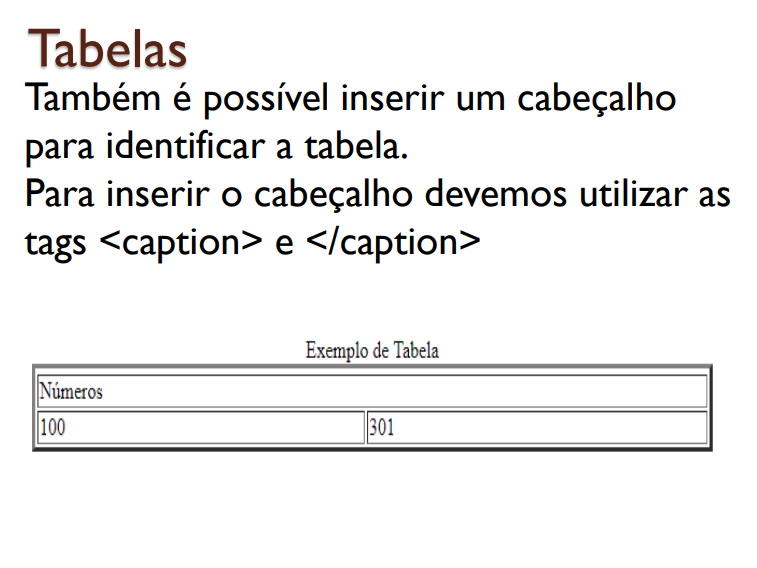 Tabelas
Também é possível inserir um cabeçalho
para identificar a tabela.
Para inserir o cabeçalho devemos utilizar as
tags <caption> e </caption>
Exemplo de Tabela
Números
100 301